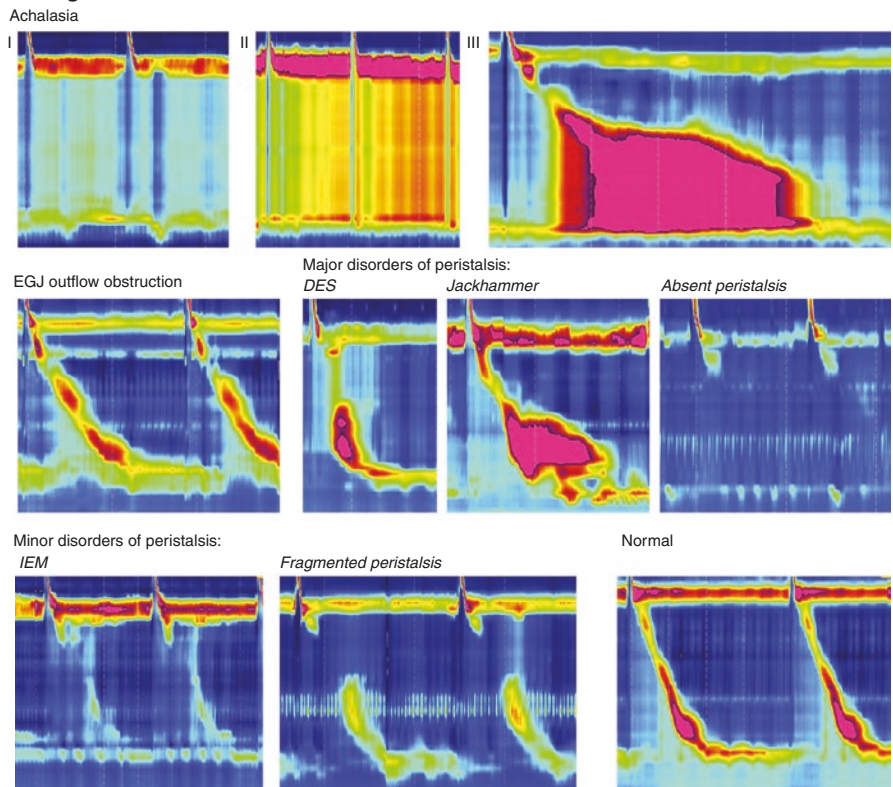 Achalasia
I
II
III
EGJ outflow obstruction
Major disorders of peristalsis:
DES
Jackhammer
Absent peristalsis
Minor disorders of peristalsis:
IEM
Fragmented peristalsis
Normal